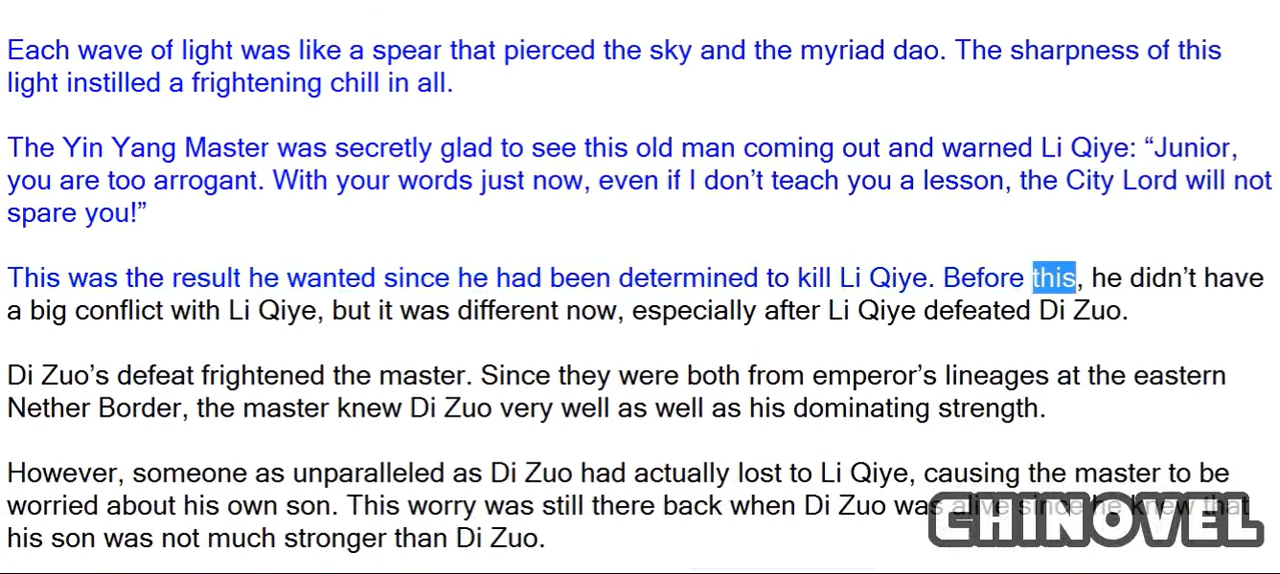 Each wave of light was like a spear that pierced the sky and the myriad dao. The sharpness of this
light instilled a frightening chill in all.
The Yin Yang Master was secretly glad to see this old man coming out and warned Li Qiye: “Junior,
you are too arrogant. With your words just now, even if I don’t teach you a lesson, the City Lord will not
spare you!”
This was the result he wanted since he had been determined to kill Li Qiye. Before this, he didn’t have
a big conflict with Li Qiye, but it was different now, especially after Li Qiye defeated Di Zuo.
Di Zuo’s defeat frightened the master. Since they were both from emperor’s lineages at the eastern
Nether Border, the master knew Di Zuo very well as well as his dominating strength.
However, someone as unparalleled as Di Zuo had actually lost to Li Qiye, causing the master to be
worried about his own son. This worry was still there back when Di Zuo was alive since he knew that
his son was not much stronger than Di Zuo.
CHINOVEL